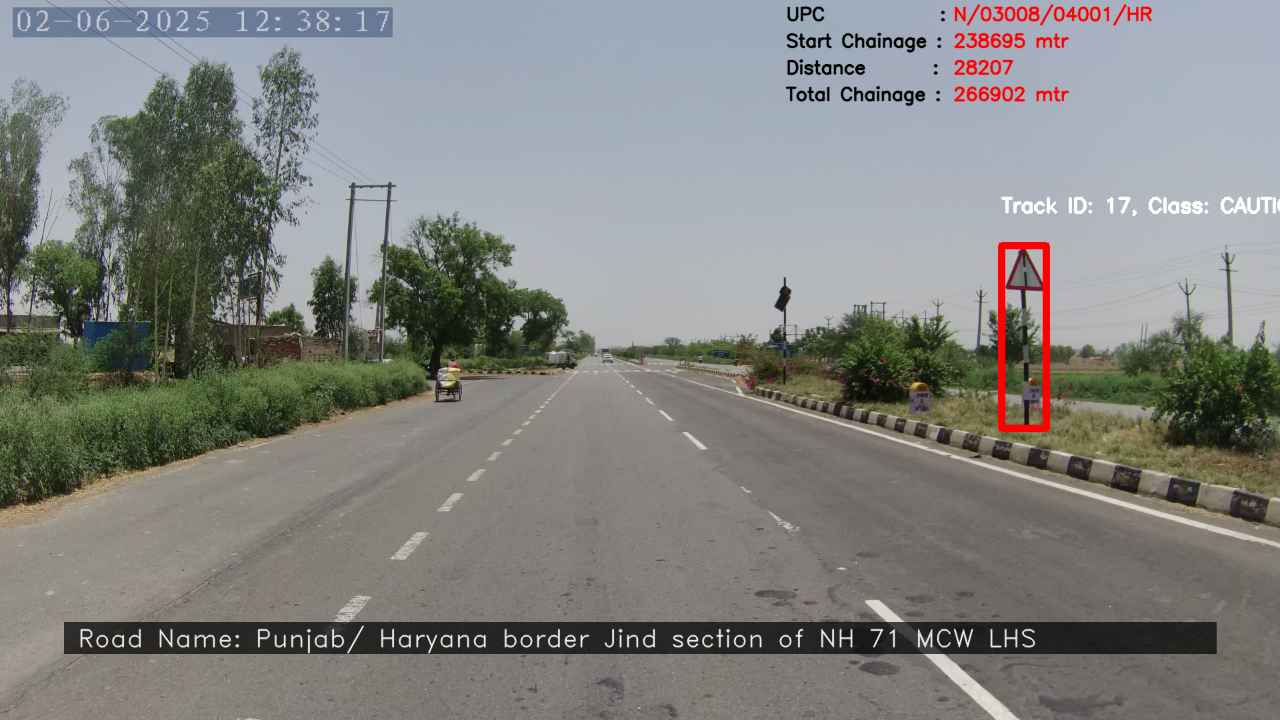 02-06-2025 12:38:17
UPC : N/03008/04001/HR
Start Chainage : 238695 mtr
Distance : 28207
Total Chainage : 266902 mtr
Track ID: 17, Class: CAUTI
Road Name: Punjab/ Haryana border Jind section of NH 71 MCW LHS